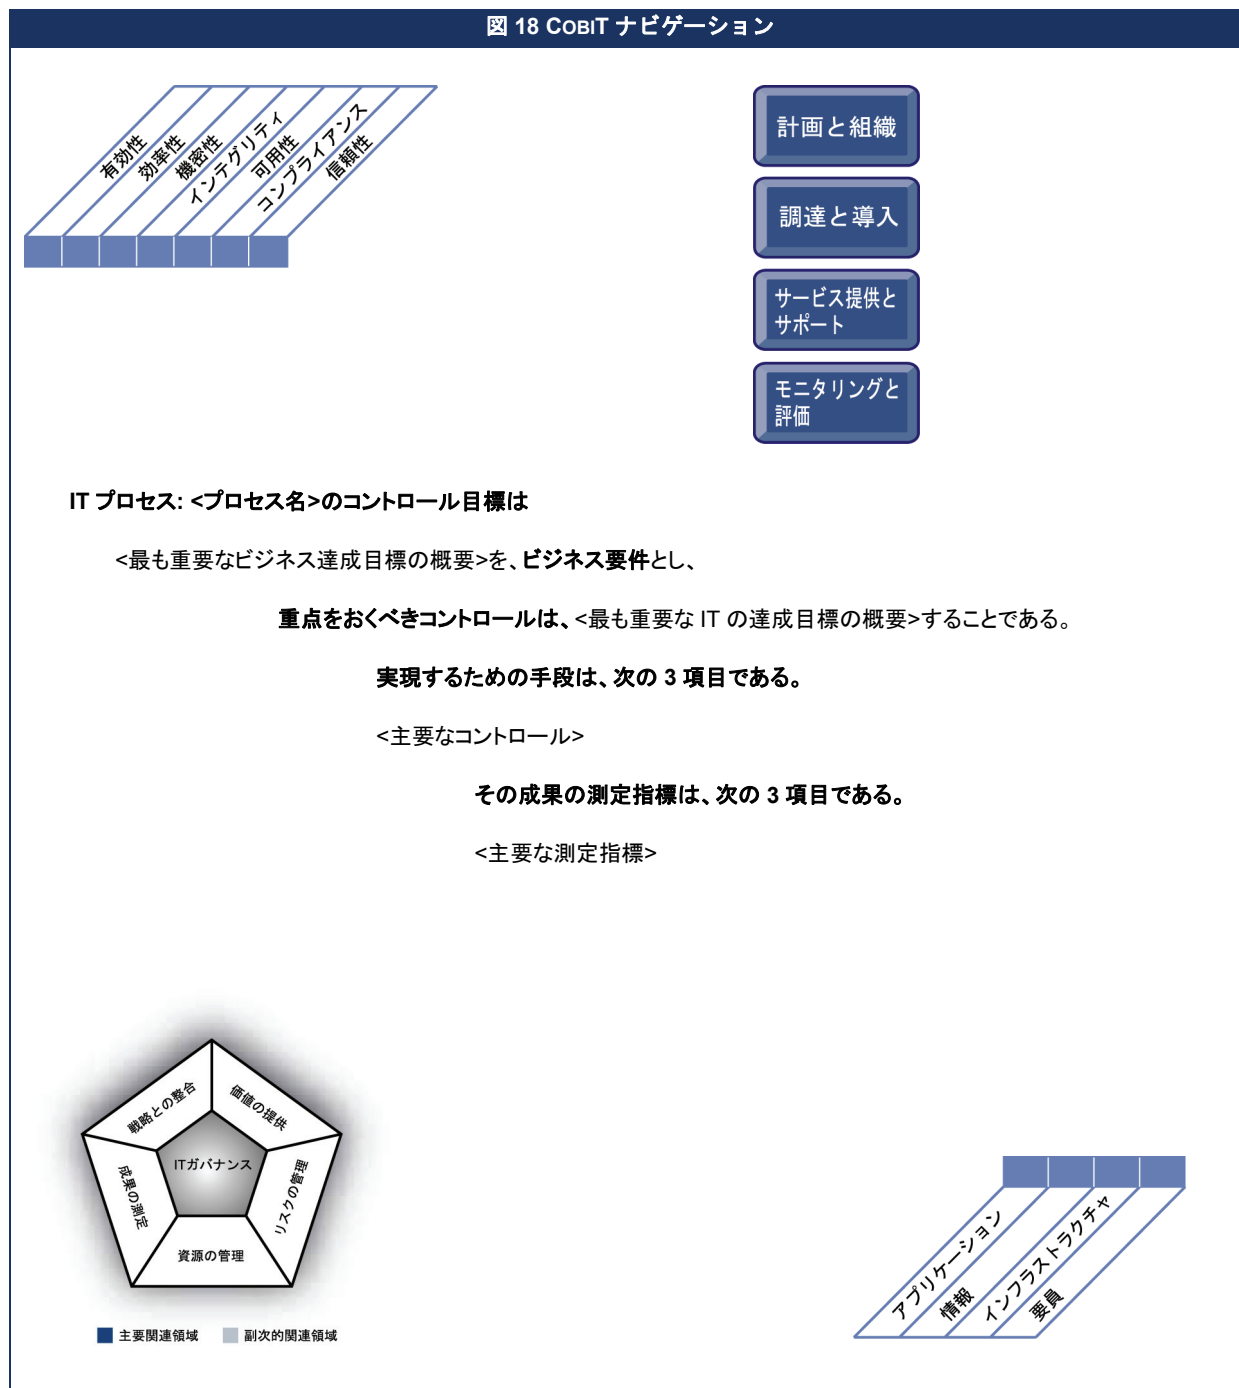 図 18 COBIT ナビゲーション
有効性
効率性
機密性
インテグリティ
可用性
コンプライアンス
信頼性
計画と組織
調達と導入
サービス提供と
サポート
モニタリングと
評価
IT プロセス: <プロセス名>のコントロール目標は
<最も重要なビジネス達成目標の概要>を、ビジネス要件とし、
重点をおくべきコントロールは、<最も重要な IT の達成目標の概要>することである。
実現するための手段は、次の 3 項目である。
<主要なコントロール>
その成果の測定指標は、次の 3 項目である。
<主要な測定指標>
戦略との整合
価値の提供
ITガバナンス
成果の測定
リスクの管理
資源の管理
主要関連領域
副次的関連領域
アプリケーション
情報
インフラストラクチャ
要員